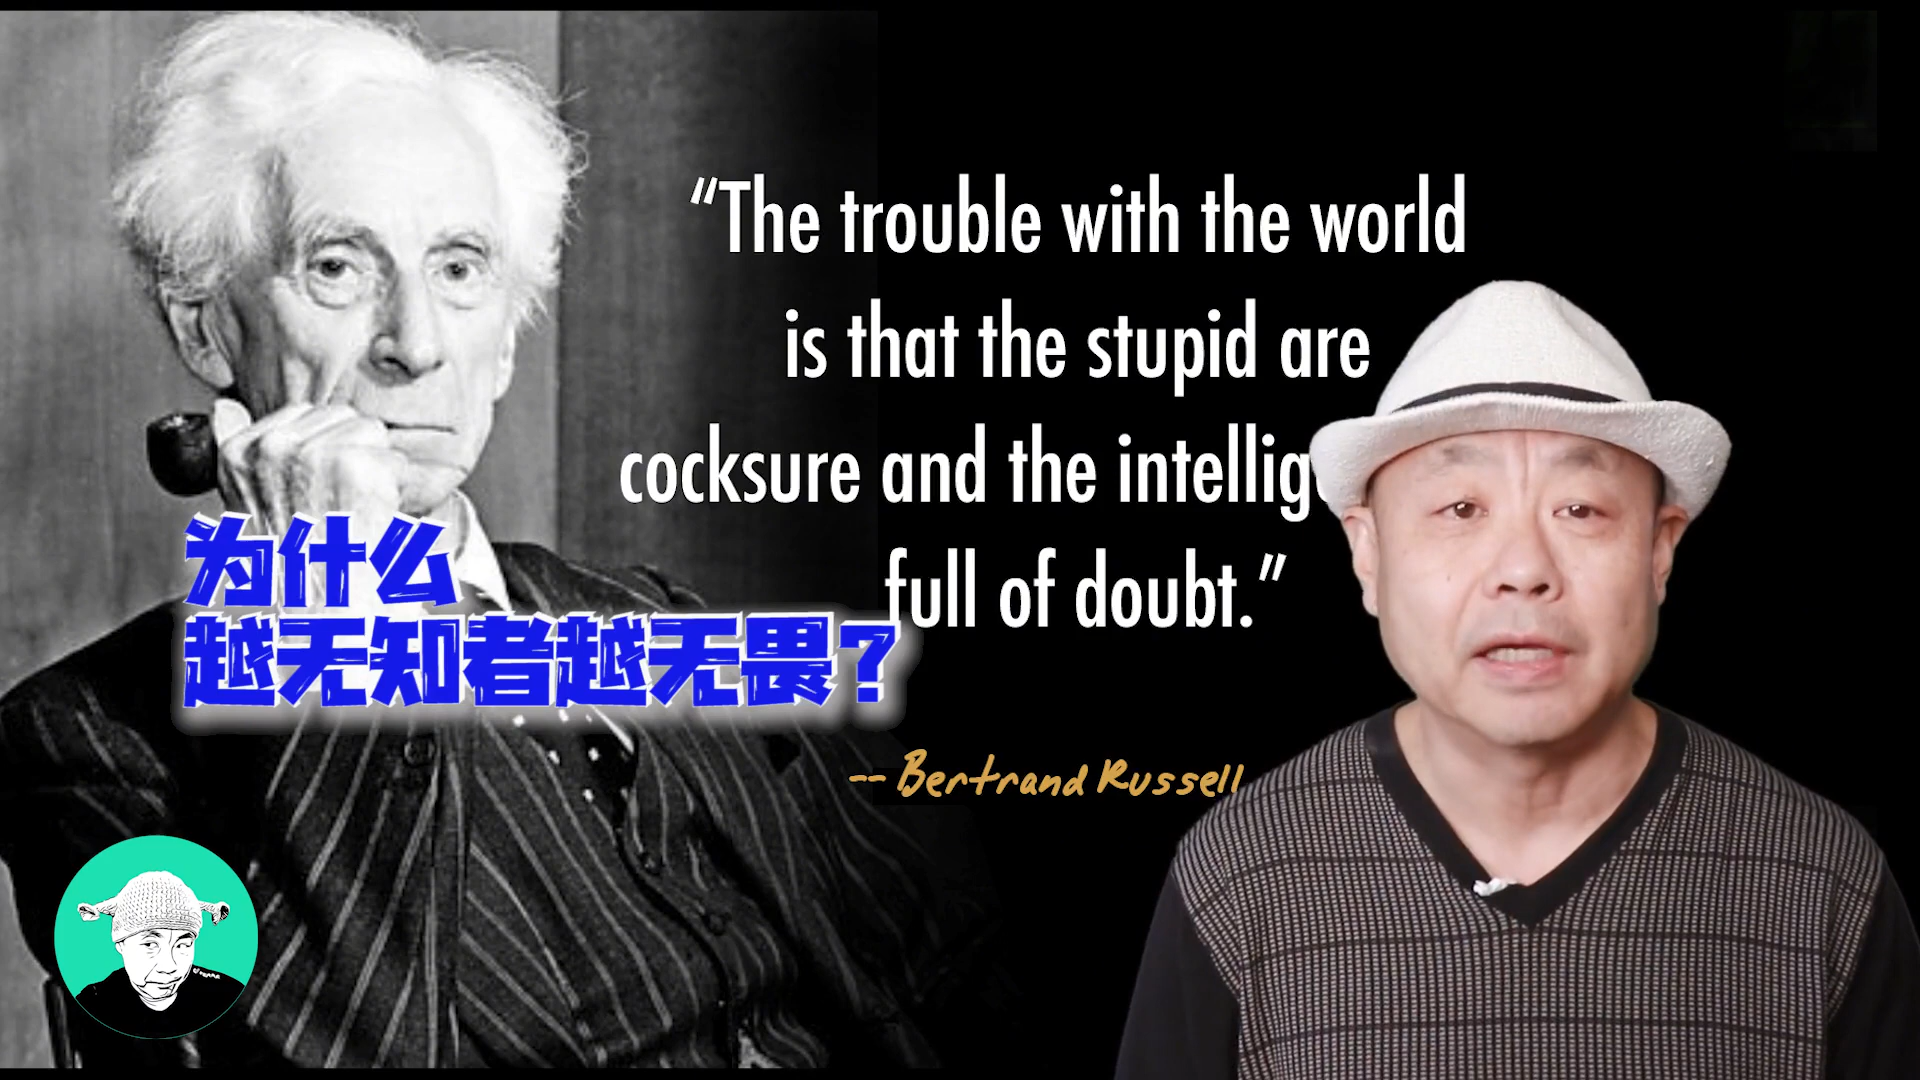 “The trouble with the world
is that the stupid are
cocksure and the intellig
full of doubt.”
为什么
越无知者越无畏?
-- Bertrand Russell